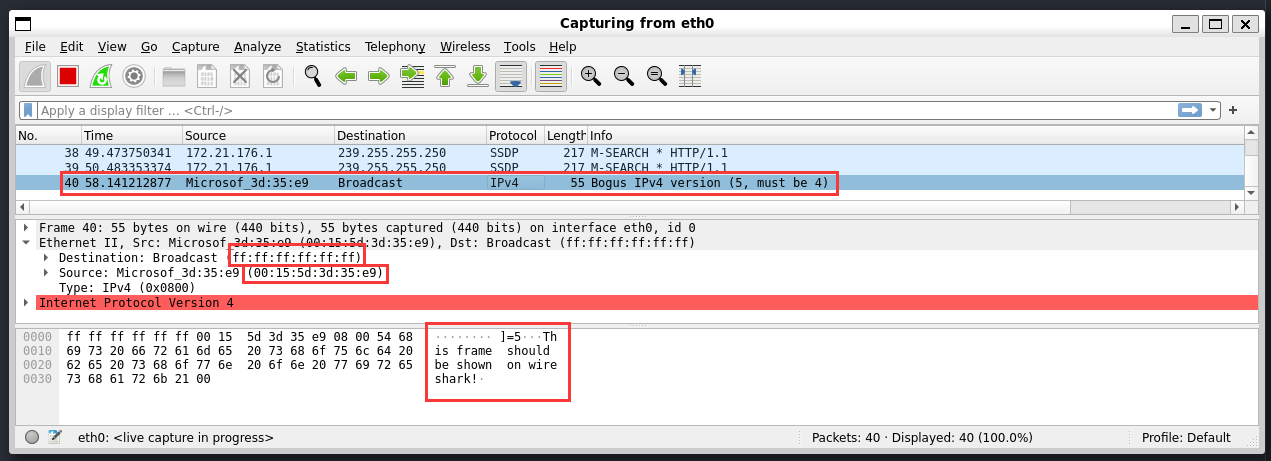 Capturing from eth0
File Edit View Go Capture Analyze Statistics Telephony Wireless Tools Help
Apply a display filter … <Ctrl-/>
No. Time Source Destination Protocol Length Info
38 49.473750341 172.21.176.1 239.255.255.250 SSDP 217 M-SEARCH * HTTP/1.1
39 50.483353374 172.21.176.1 239.255.255.250 SSDP 217 M-SEARCH * HTTP/1.1
40 58.141212877 Microsof_3d:35:e9 Broadcast IPv4 55 Bogus IPv4 version (5, must be 4)
Frame 40: 55 bytes on wire (440 bits), 55 bytes captured (440 bits) on interface eth0, id 0
Ethernet II, Src: Microsof_3d:35:e9 (00:15:5d:3d:35:e9), Dst: Broadcast (ff:ff:ff:ff:ff:ff)
Destination: Broadcast (ff:ff:ff:ff:ff:ff)
Source: Microsof_3d:35:e9 (00:15:5d:3d:35:e9)
Type: IPv4 (0x0800)
Internet Protocol Version 4
0000 ff ff ff ff ff ff 00 15 5d 3d 35 e9 08 00 54 68 ········ ]=5···Th
0010 69 73 20 66 72 61 6d 65 20 73 68 6f 75 6c 64 20 is frame should
0020 62 65 20 73 68 6f 77 6e 20 6f 6e 20 77 69 72 65 be shown on wire
0030 73 68 61 72 6b 21 00 shark!·
eth0: <live capture in progress> Packets: 40 · Displayed: 40 (100.0%) Profile: Default